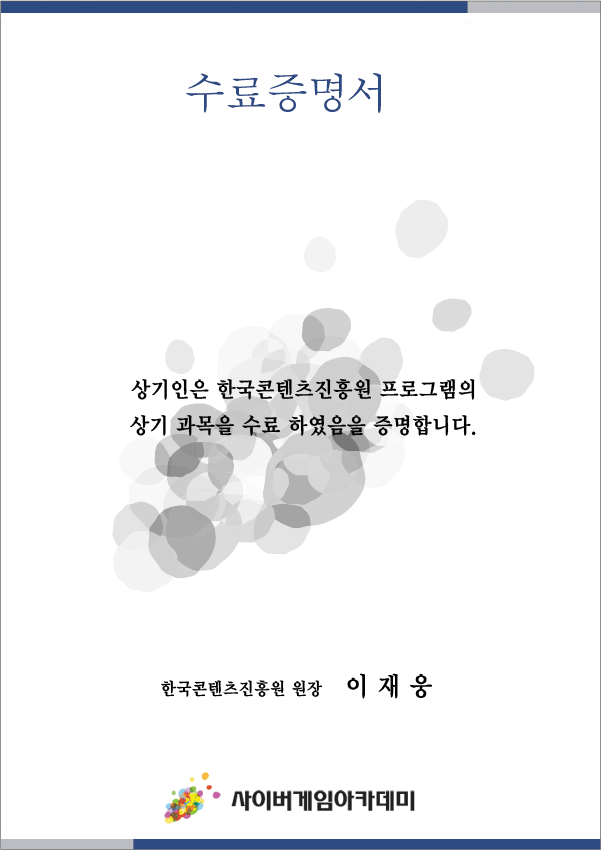 수료증명서
상기인은 한국콘텐츠진흥원 프로그램의
상기 과목을 수료 하였음을 증명합니다.
한국콘텐츠진흥원 원장 이 재 웅
사이버게임아카데미